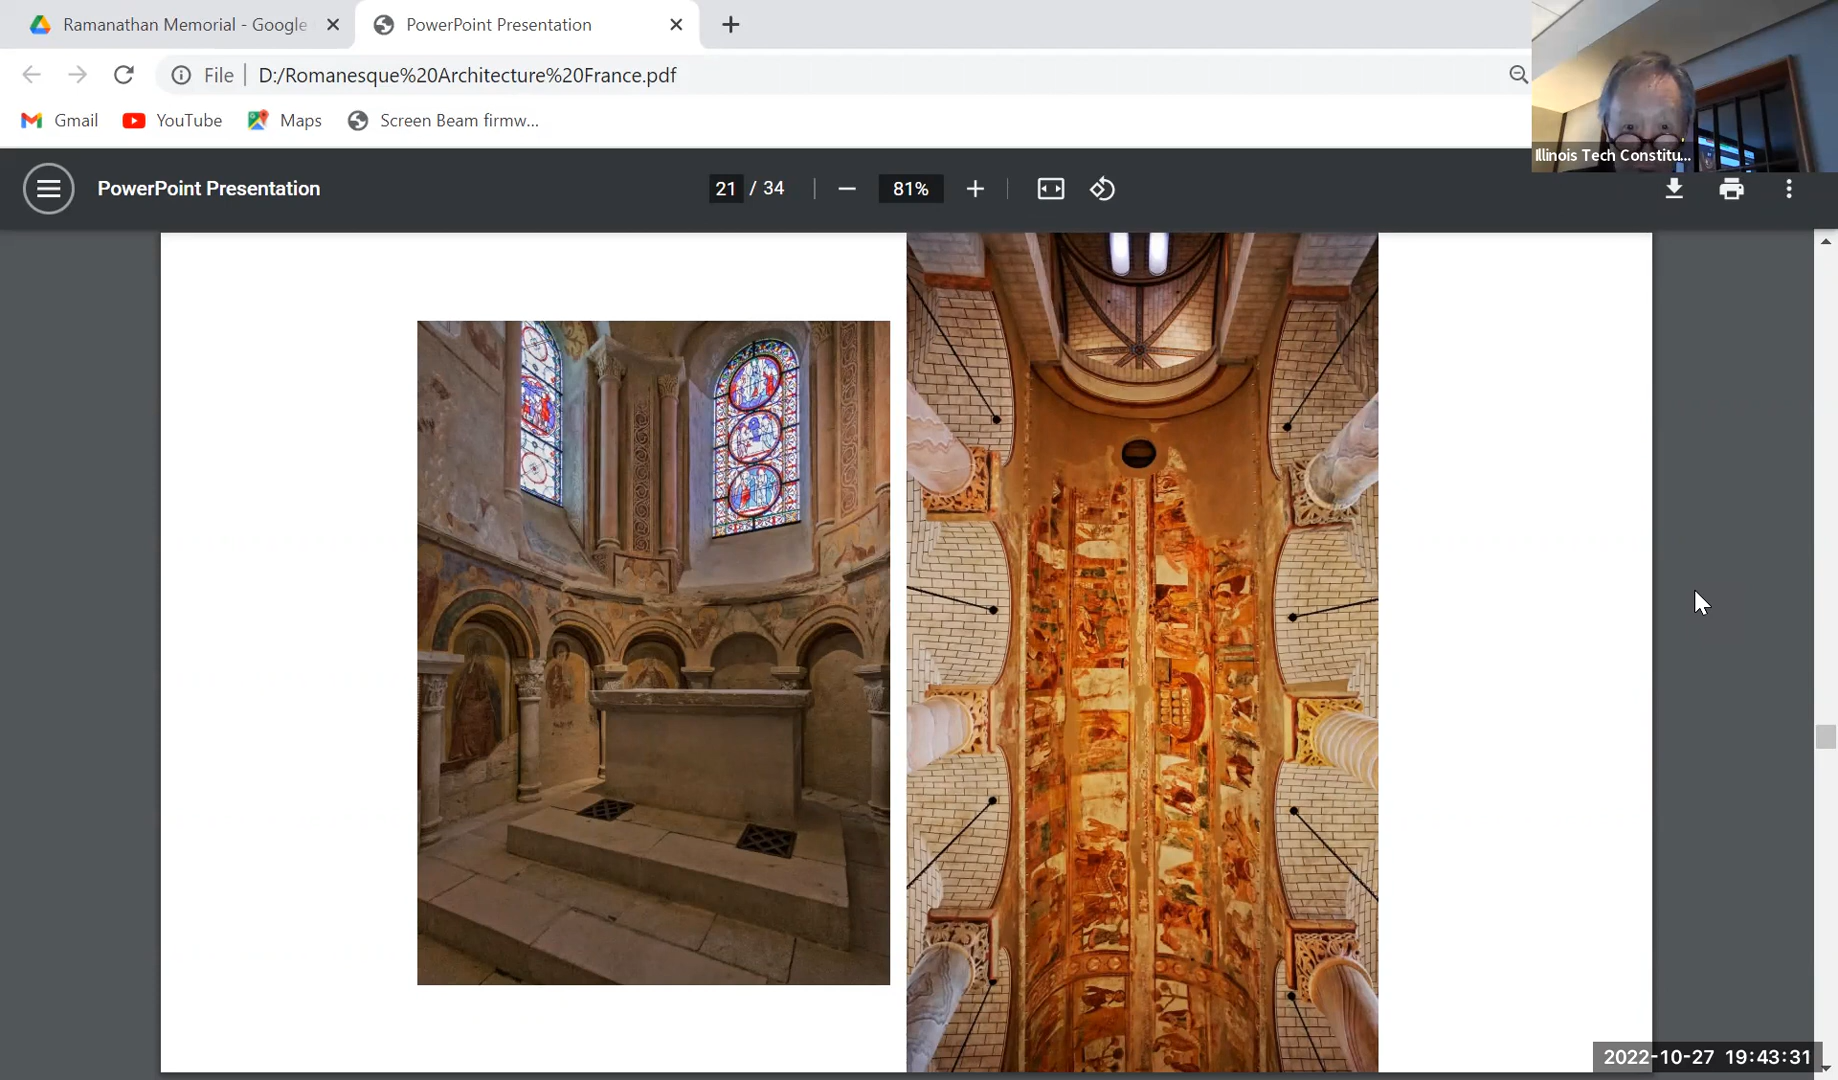 Ramanathan Memorial - Google
PowerPoint Presentation
File
D:/Romanesque%20Architecture%20France.pdf
Gmail
YouTube
Maps
Screen Beam firmw...
Illinois Tech Constitu...
PowerPoint Presentation
21 / 34
81%
2022-10-27 19:43:31